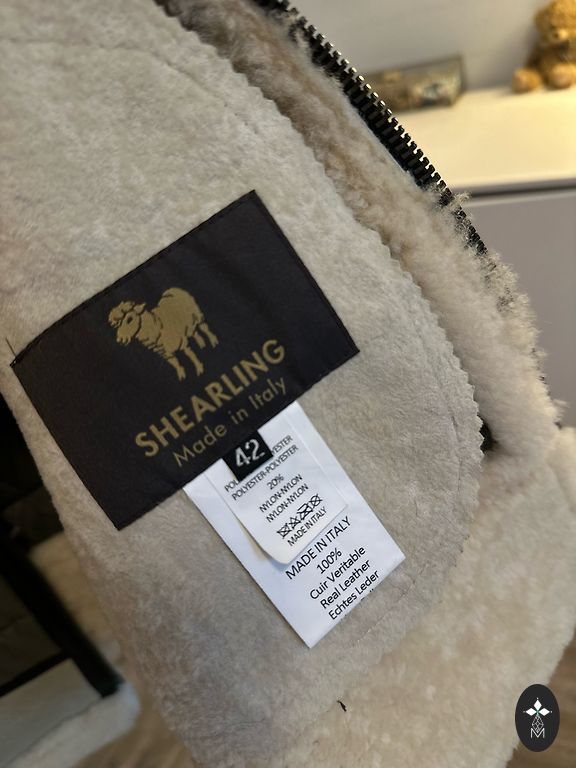 SHEARLING
Made in Italy
42
POLYESTER-POLYESTER
20%
NYLON-NYLON
NYLON-NYLON
MADE IN ITALY
MADE IN ITALY
100%
Cuir Veritable
Real Leather
Echtes Leder
M